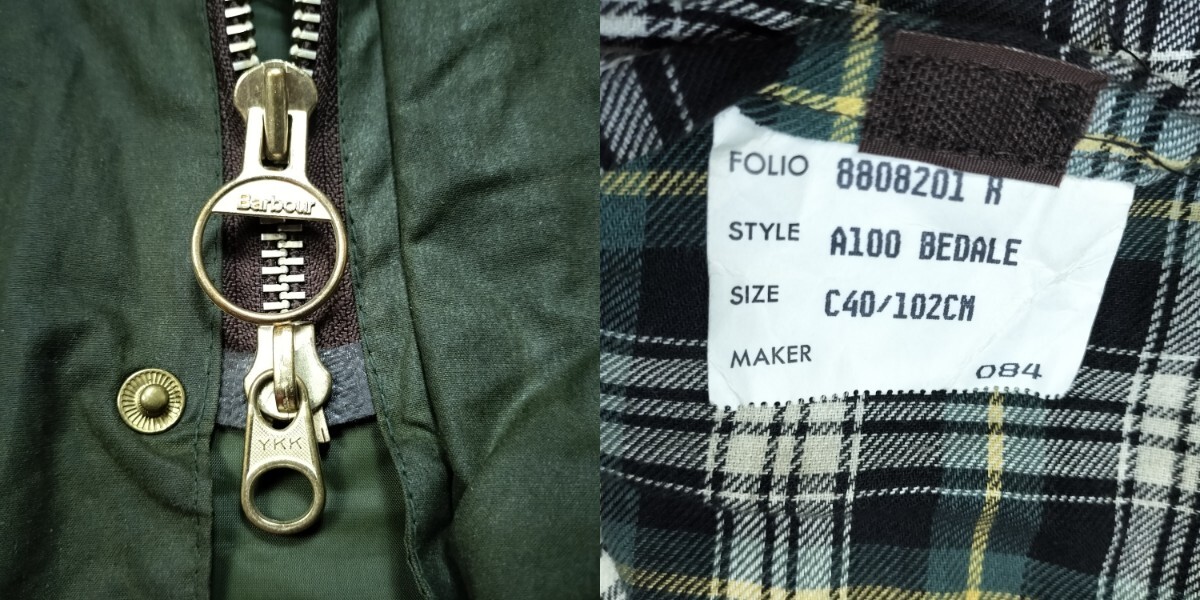 Barbour
YKK
FOLIO 8808201 R
STYLE A100 BEDALE
SIZE C40/102CM
MAKER 084